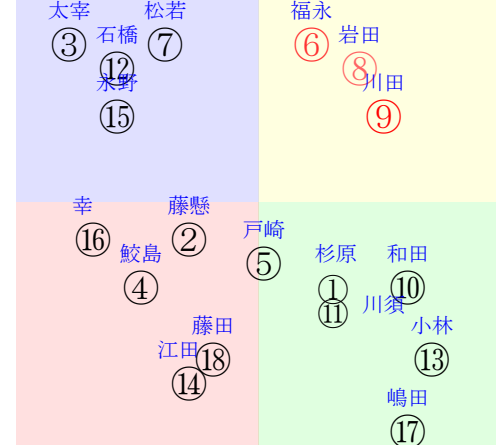 太宰 松若 福永
③ 石橋 ⑦ ⑥ 岩田
⑫ ⑧
氷野 川田
⑮ ⑨
幸 藤懸
⑯ ② 戸崎
鮫島 ⑤ 杉原 和田
④ ① ⑩
⑪ 川須
藤田 小林
江田 ⑱ ⑬
⑭
嶋田
⑰